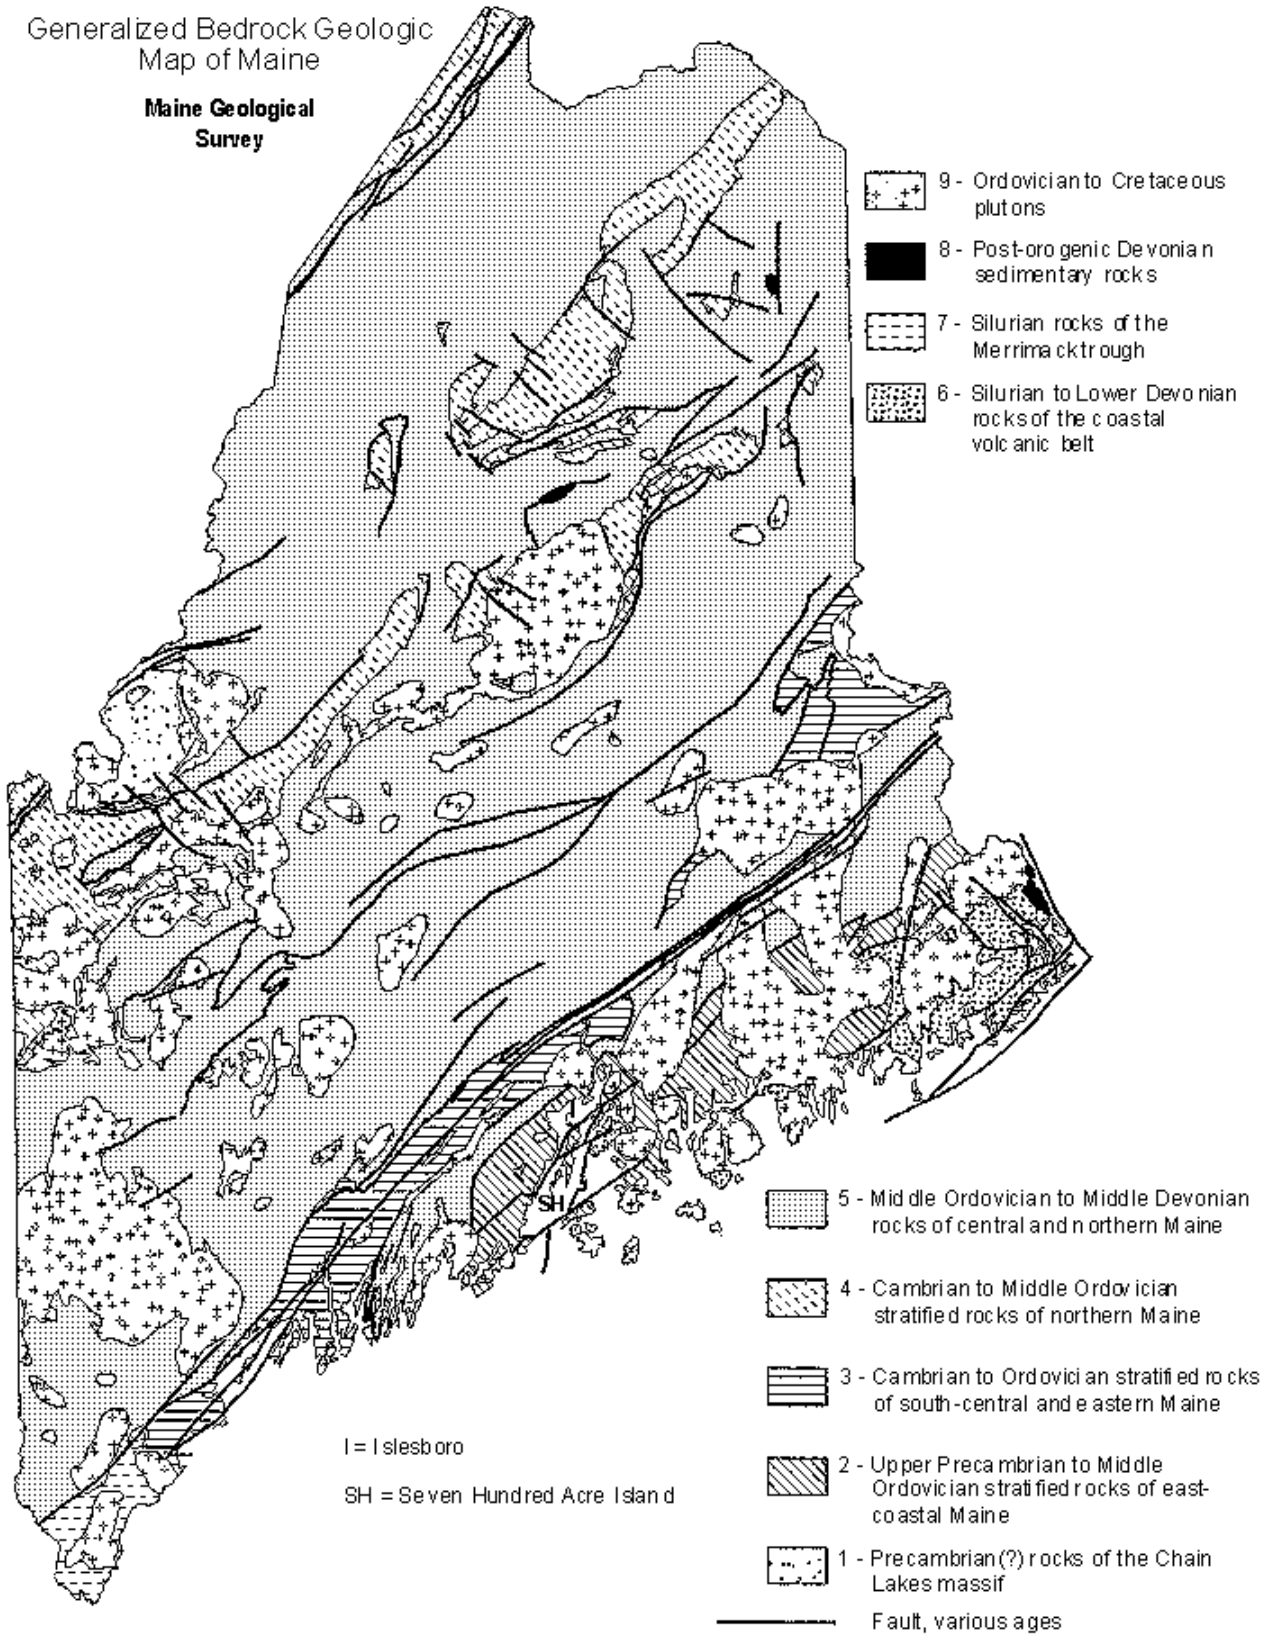 Generalized Bedrock Geologic
Map of Maine
Maine Geological
Survey
9 - Ordovician to Cretaceous
plutons
8 - Post-orogenic Devonian
sedimentary rocks
7 - Silurian rocks of the
Merrimack trough
6 - Silurian to Lower Devonian
rocks of the coastal
volcanic belt
I
SH
5 - Middle Ordovician to Middle Devonian
rocks of central and northern Maine
4 - Cambrian to Middle Ordovician
stratified rocks of northern Maine
3 - Cambrian to Ordovician stratified rocks
of south-central and eastern Maine
I = Islesboro
SH = Seven Hundred Acre Island
2 - Upper Precambrian to Middle
Ordovician stratified rocks of east-
coastal Maine
1 - Precambrian(?) rocks of the Chain
Lakes massif
Fault, various ages